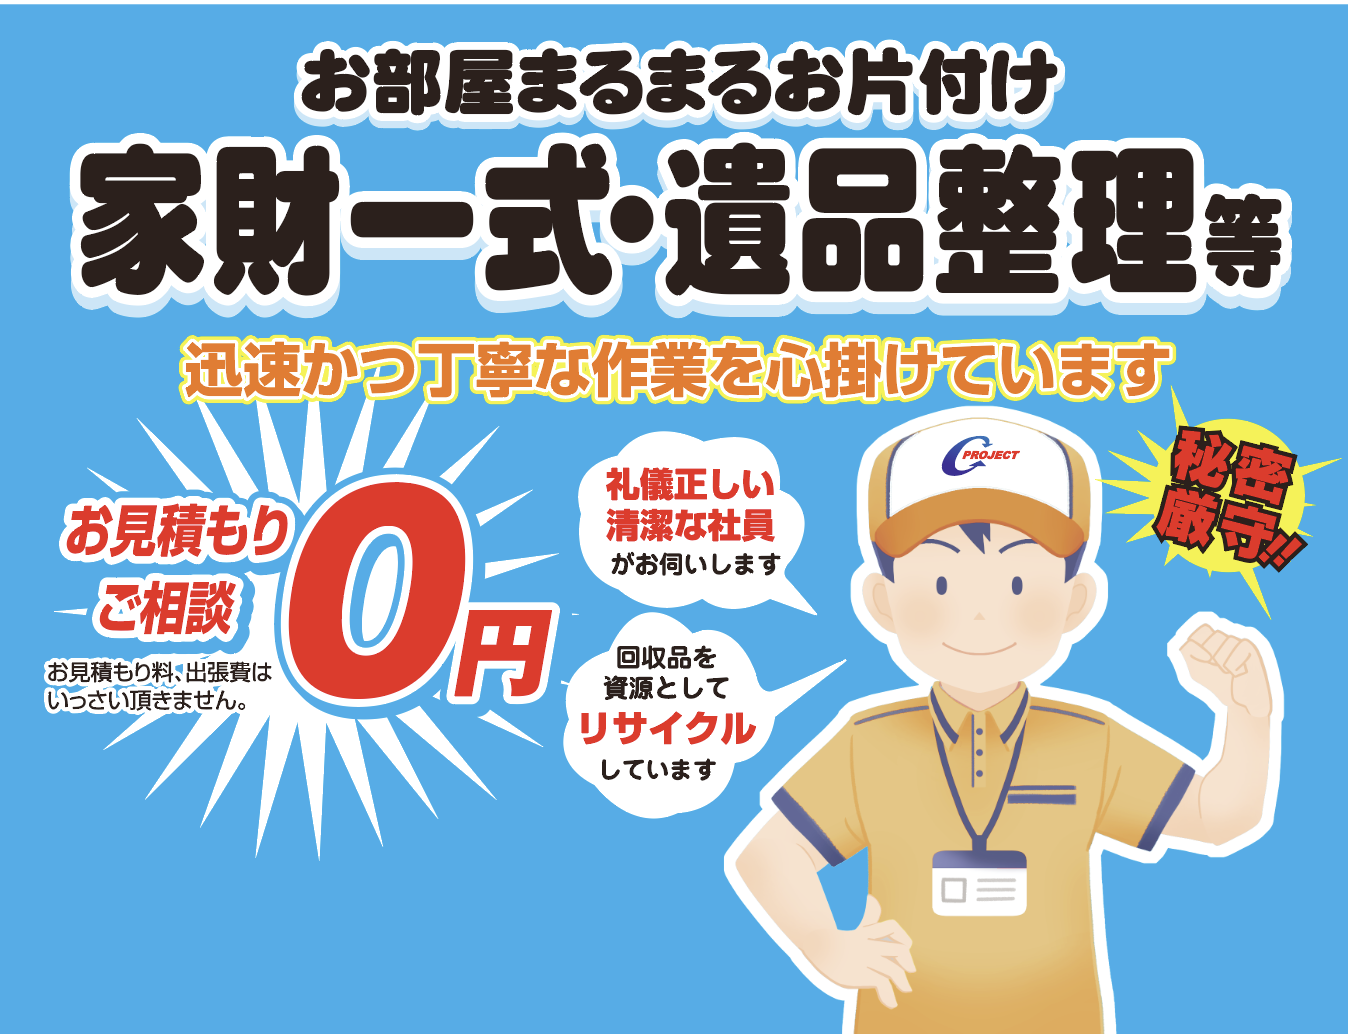 お部屋まるまるお片付け
家財一式・遺品整理等
迅速かつ丁寧な作業を心掛けています
お見積もり
ご相談
0円
お見積もり料、出張費は
いっさい頂きません。
礼儀正しい
清潔な社員
がお伺いします
回収品を
資源として
リサイクル
しています
C PROJECT
秘密
厳守!!